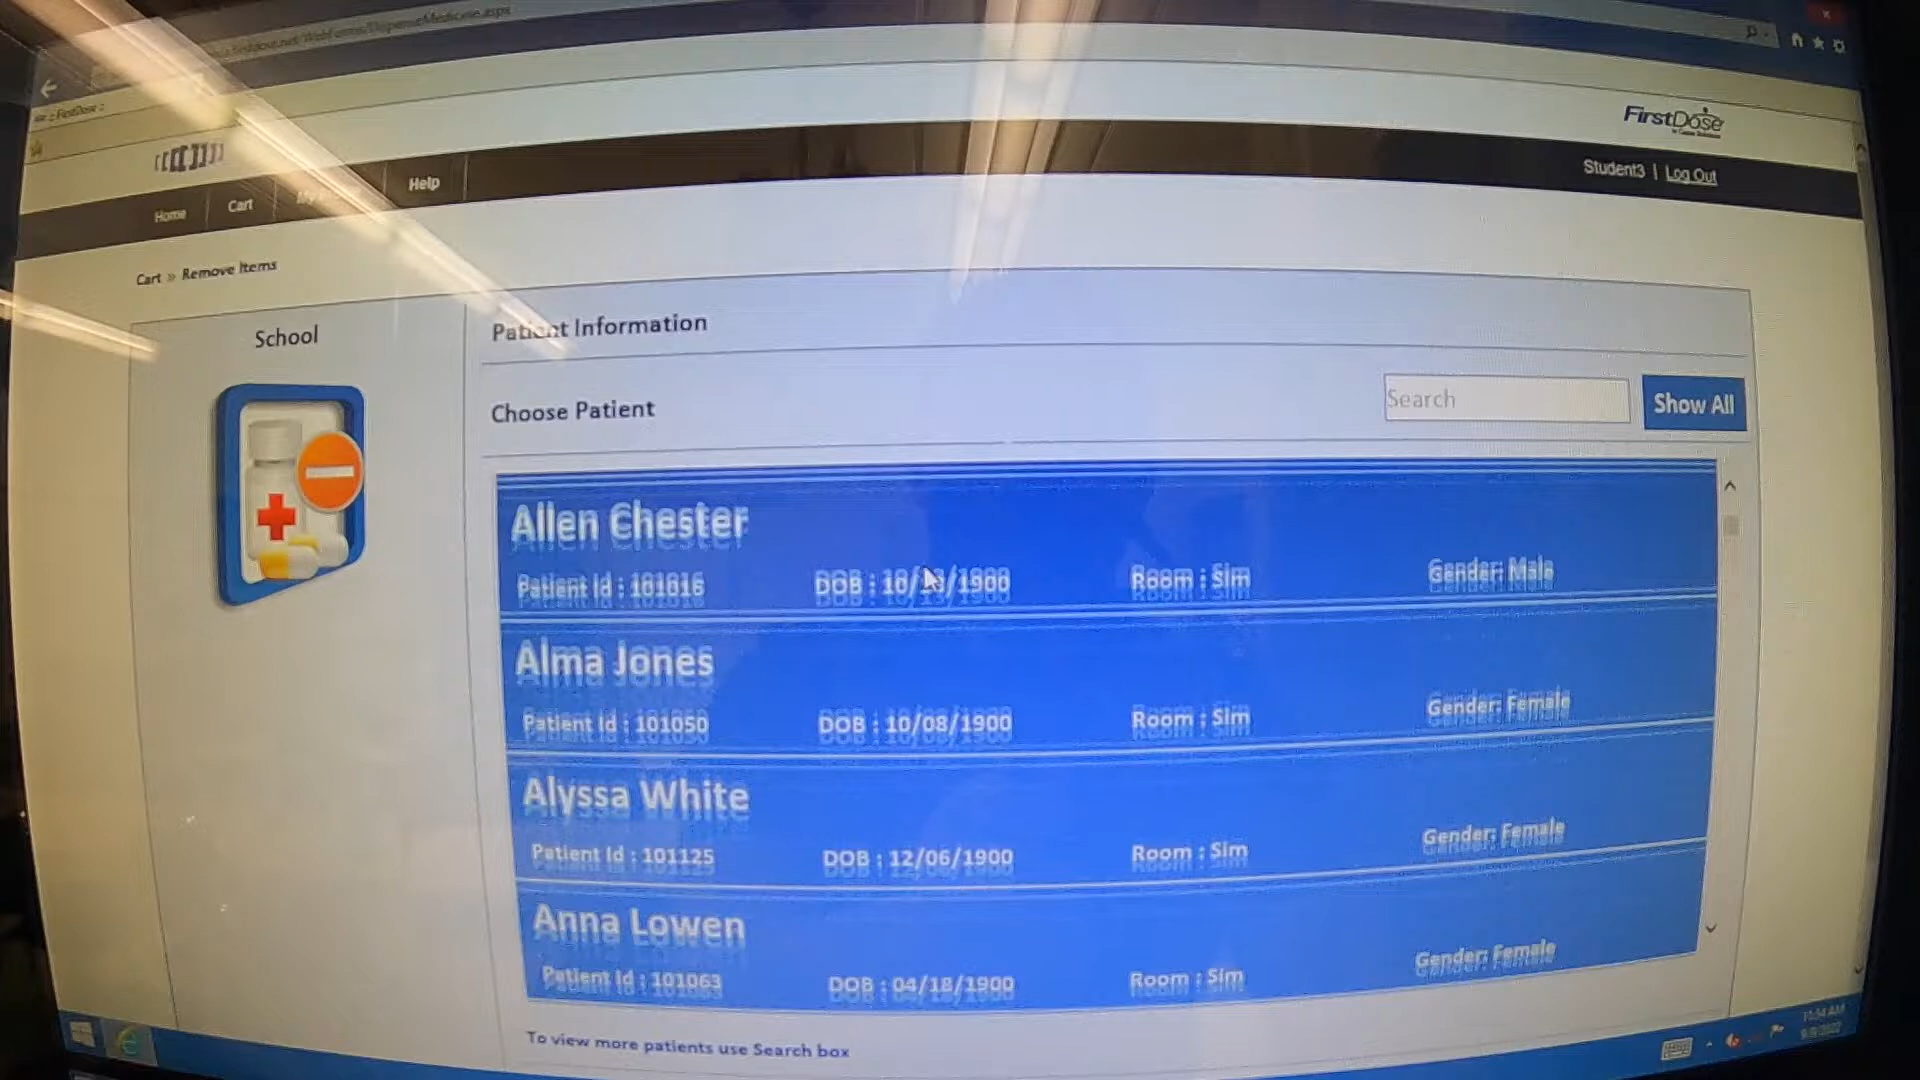 FirstDose
Student3 | Log Out
Home Cart Help
Cart » Remove Items
School
Patient Information
Choose Patient
Search
Show All
Allen Chester
Patient Id : 101016 DOB : Room : Sim Gender: Male
Alma Jones
Patient Id : 101050 DOB : 10/08/1900 Room : Sim Gender: Female
Alyssa White
Patient Id : 101125 DOB : 12/06/1900 Room : Sim Gender: Female
Anna Lowen
Patient Id : 101063 DOB : 04/18/1900 Room : Sim Gender: Female
To view more patients use Search box